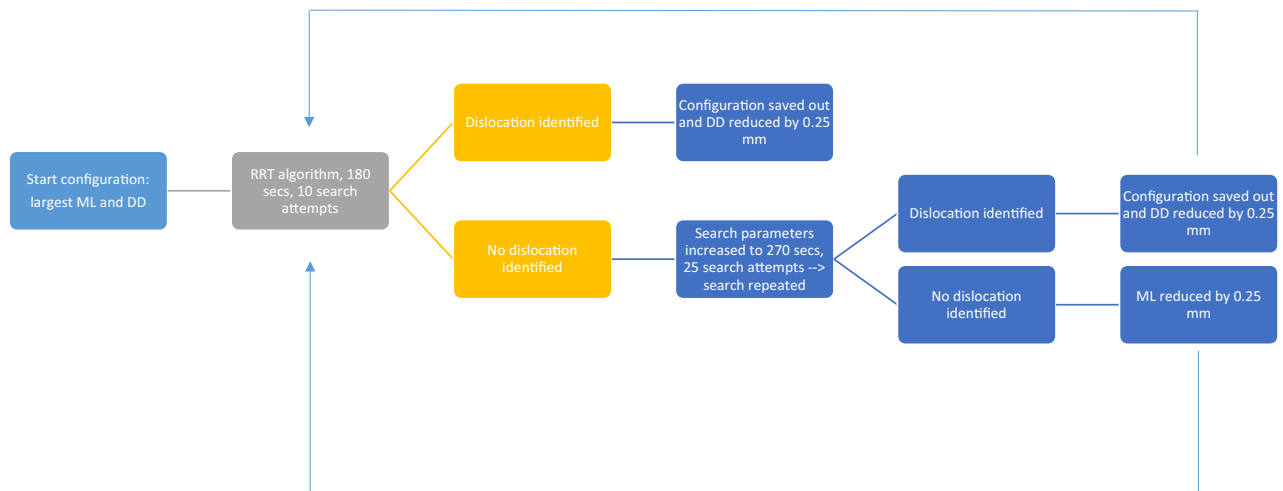 Start configuration:
largest ML and DD
RRT algorithm, 180
secs, 10 search
attempts
Dislocation identified
Configuration saved out
and DD reduced by 0.25
mm
No dislocation
identified
Search parameters
increased to 270 secs,
25 search attempts -->
search repeated
Dislocation identified
Configuration saved out
and DD reduced by 0.25
mm
No dislocation
identified
ML reduced by 0.25
mm